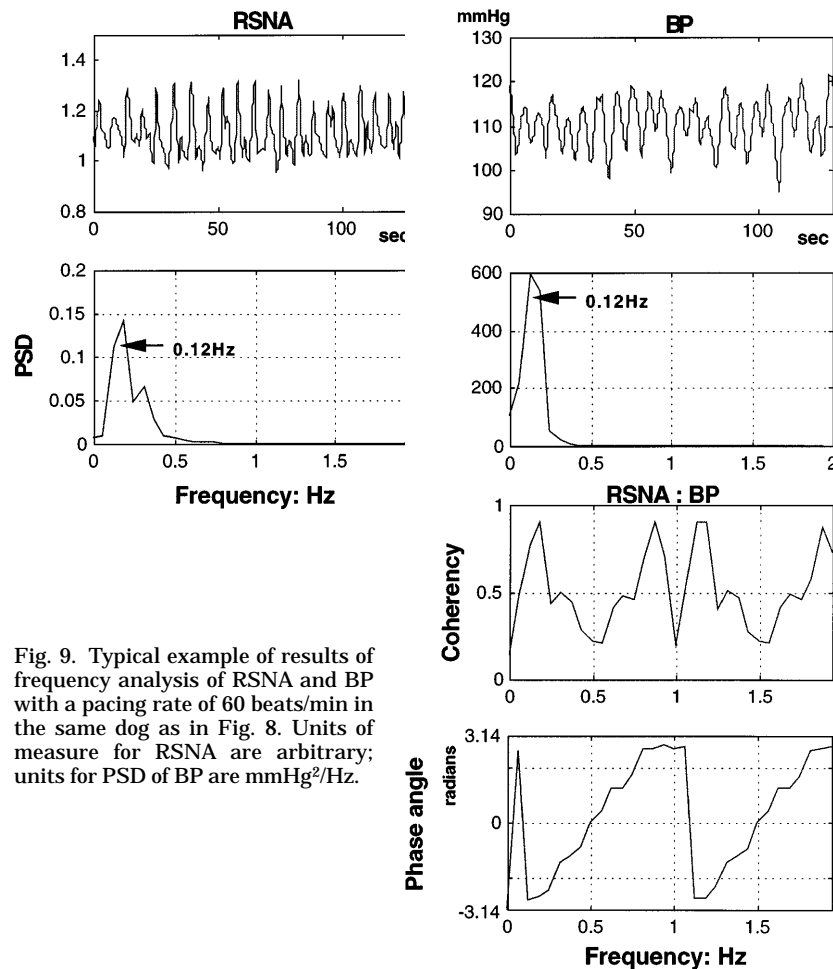 RSNA
1.5
1.4
1.2
1
0.8
0
100
sec
mmHg
BP
130
120
110
100
90
0
50
100
sec
PSD
0.2
0.15
0.1
0.05
0
0.12Hz
0
0.5
1
Frequency: Hz
600
400
200
0
0.12Hz
0
0.5
1
1.5
2
RSNA : BP
Coherency
1
0.5
0
0
0.5
1
1.5
Phase angle
radians
3.14
0
-3.14
0
0.5
1
1.5
Frequency: Hz
Fig. 9. Typical example of results of
frequency analysis of RSNA and BP
with a pacing rate of 60 beats/min in
the same dog as in Fig. 8. Units of
measure for RSNA are arbitrary;
units for PSD of BP are mmHg²/Hz.